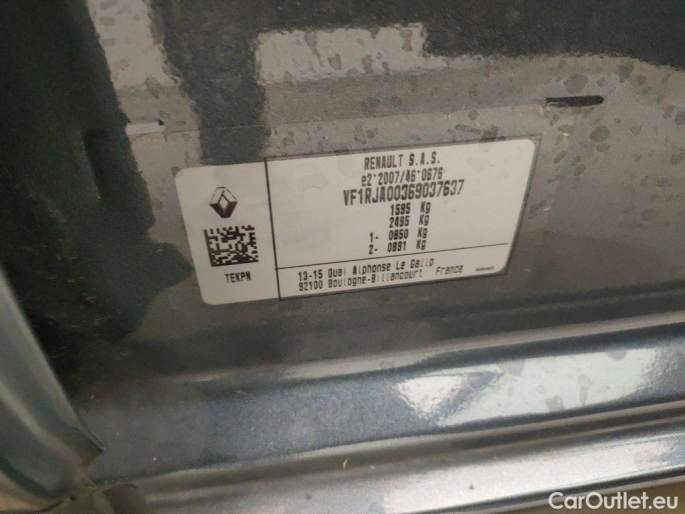 RENAULT S.A.S.
e2*2007/46*0676
VF1RJA00369037637
1595 Kg
2495 Kg
1- 0850 Kg
2- 0891 Kg
TEKPN
13-15 Quai Alphonse Le Gallo
92100 Boulogne-Billancourt France
CarOutlet.eu